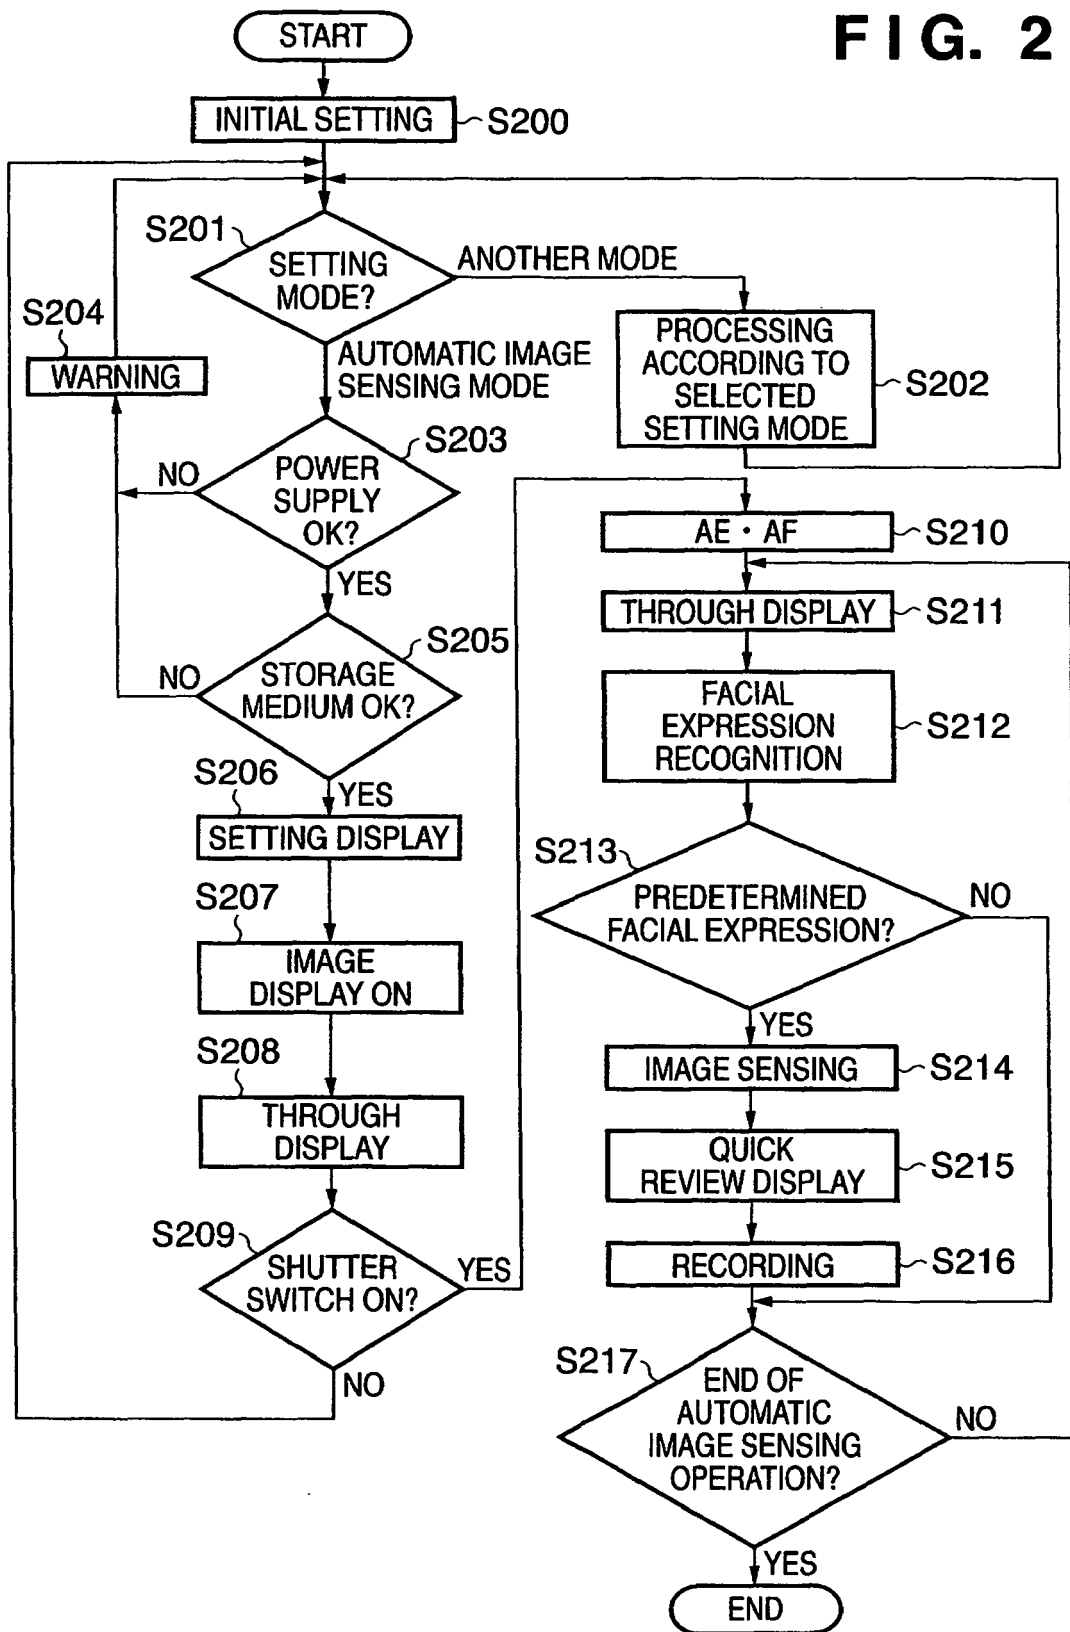 FIG. 2
START
INITIAL SETTING
S200
S201
SETTING
MODE?
ANOTHER MODE
S204
WARNING
AUTOMATIC IMAGE
SENSING MODE
PROCESSING
ACCORDING TO
SELECTED
SETTING MODE
S202
S203
POWER
SUPPLY
OK?
NO
YES
S205
STORAGE
MEDIUM OK?
NO
YES
S206
SETTING DISPLAY
S207
IMAGE
DISPLAY ON
S208
THROUGH
DISPLAY
S209
SHUTTER
SWITCH ON?
YES
NO
AE・AF
S210
THROUGH DISPLAY
S211
FACIAL
EXPRESSION
RECOGNITION
S212
S213
PREDETERMINED
FACIAL EXPRESSION?
NO
YES
IMAGE SENSING
S214
QUICK
REVIEW DISPLAY
S215
RECORDING
S216
S217
END OF
AUTOMATIC
IMAGE SENSING
OPERATION?
NO
YES
END